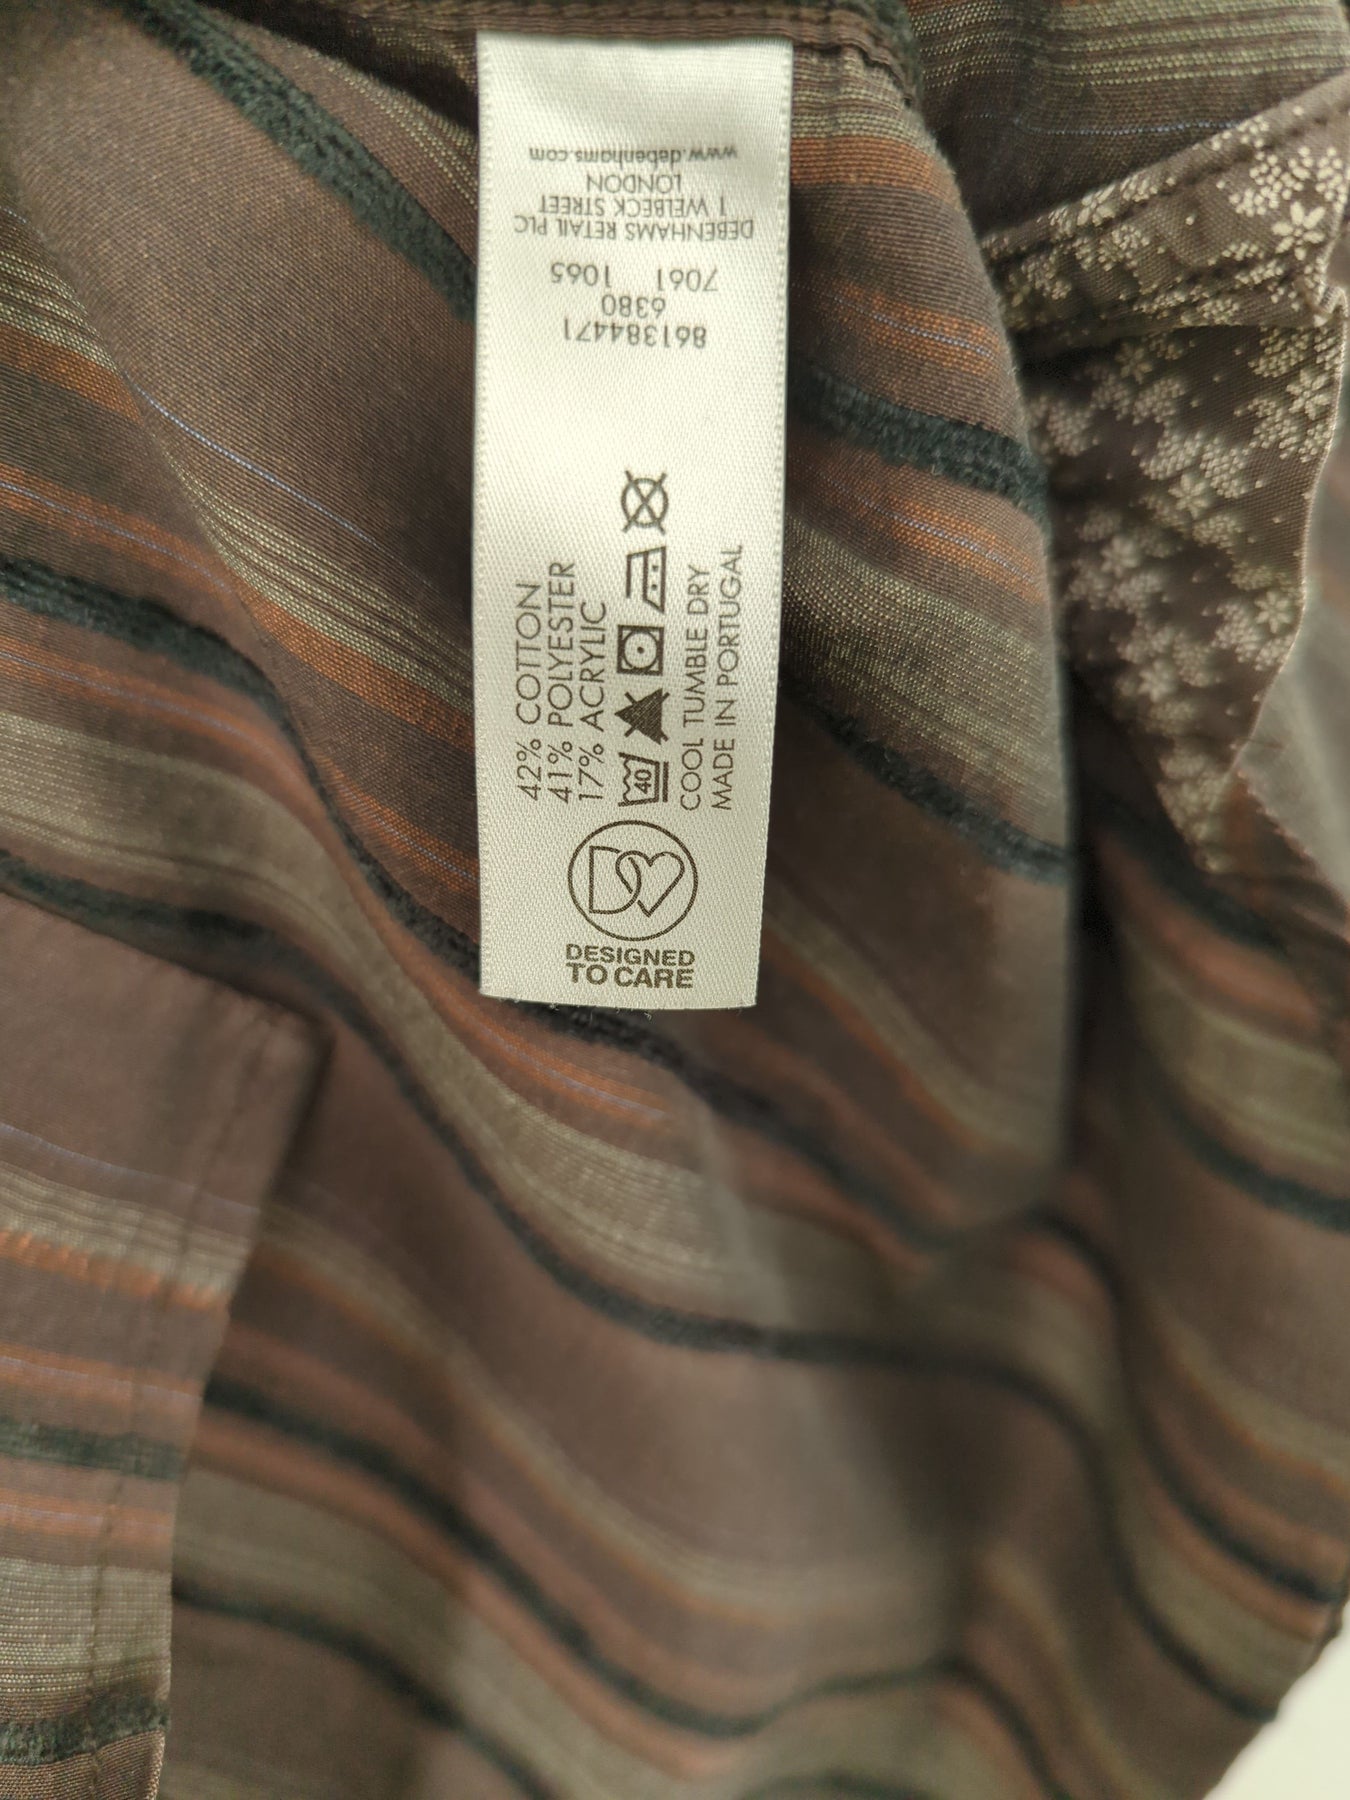 42% COTTON
41% POLYESTER
17% ACRYLIC
40
COOL TUMBLE DRY
MADE IN PORTUGAL
D
DESIGNED
TO CARE
861384471
6380
7061 1065
DEBENHAMS RETAIL PLC
1 WELBECK STREET
LONDON
www.debenhams.com